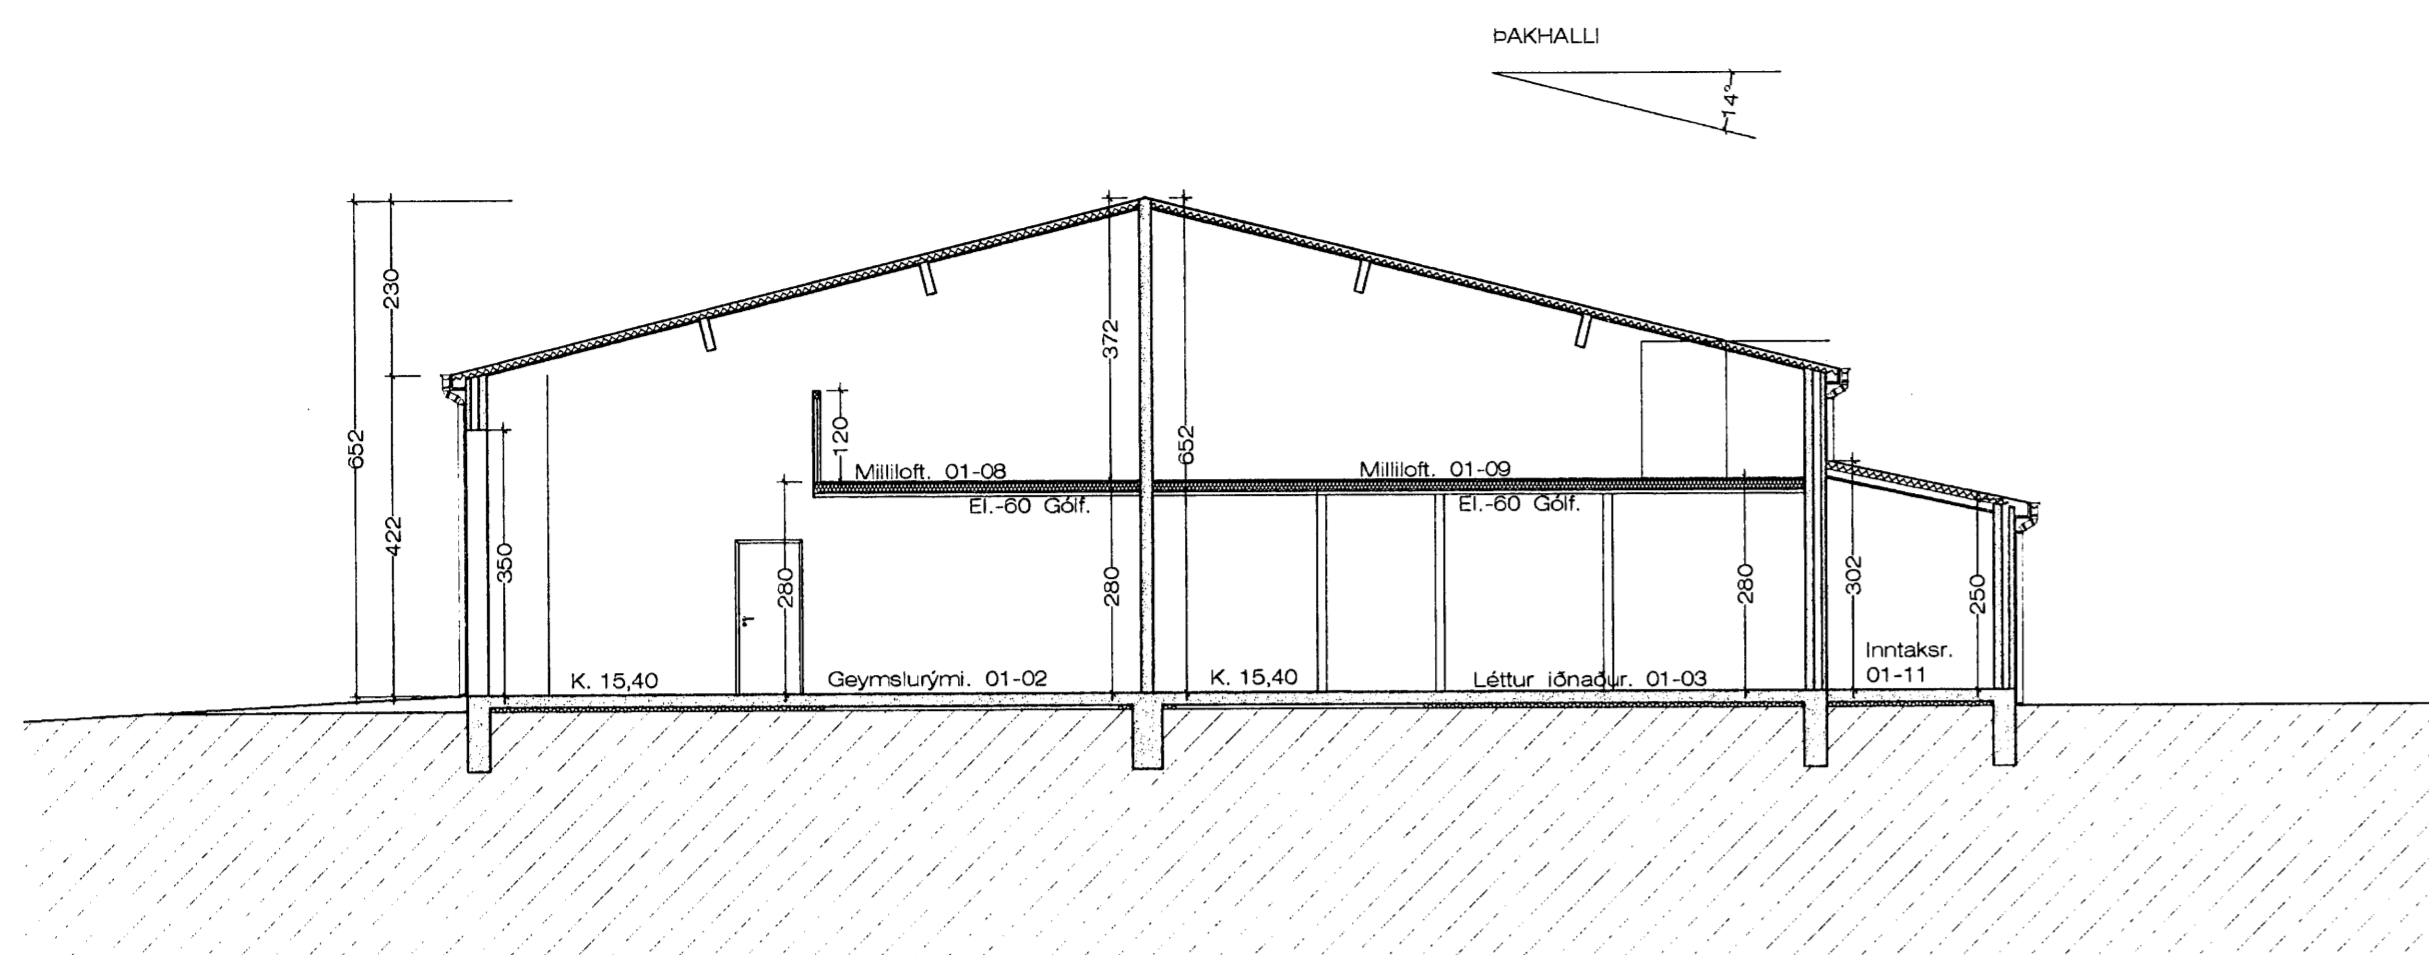 ÞAKHALLI
14°
230
372
652
652
120
Milliloft. 01-08
Milliloft. 01-09
El.-60 Gólf.
El.-60 Gólf.
422
350
280
280
280
302
250
K. 15,40
Geymslurými. 01-02
K. 15,40
Léttur iðnaður. 01-03
Inntaksr.
01-11